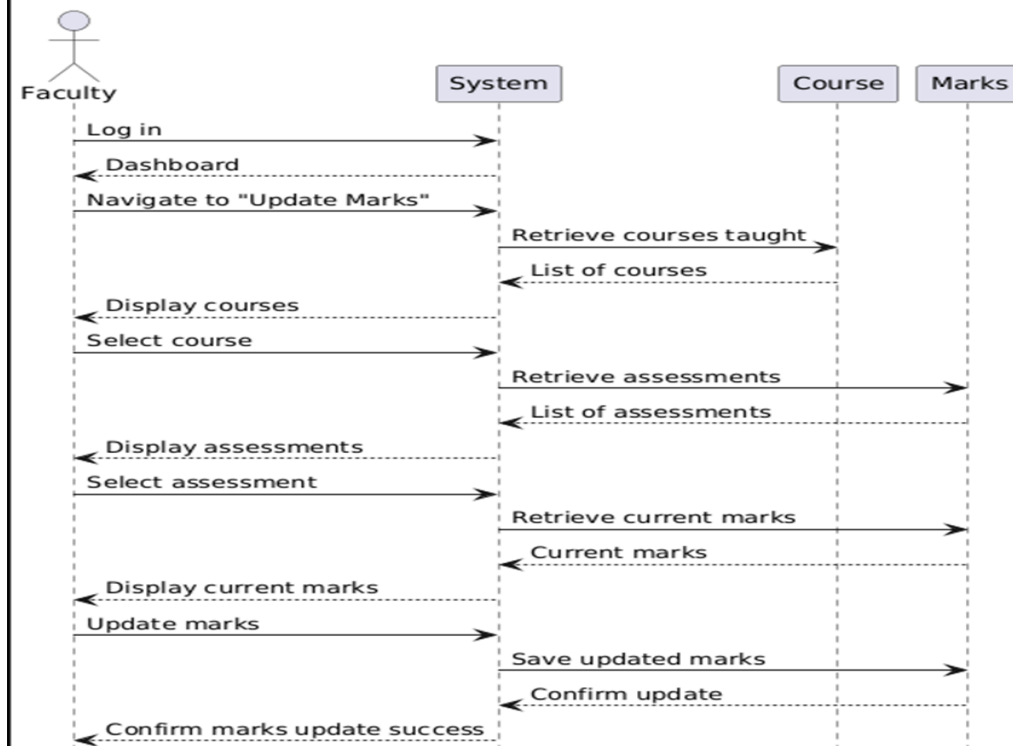 Faculty
System
Course
Marks
Log in
Dashboard
Navigate to "Update Marks"
Retrieve courses taught
List of courses
Display courses
Select course
Retrieve assessments
List of assessments
Display assessments
Select assessment
Retrieve current marks
Current marks
Display current marks
Update marks
Save updated marks
Confirm update
Confirm marks update success